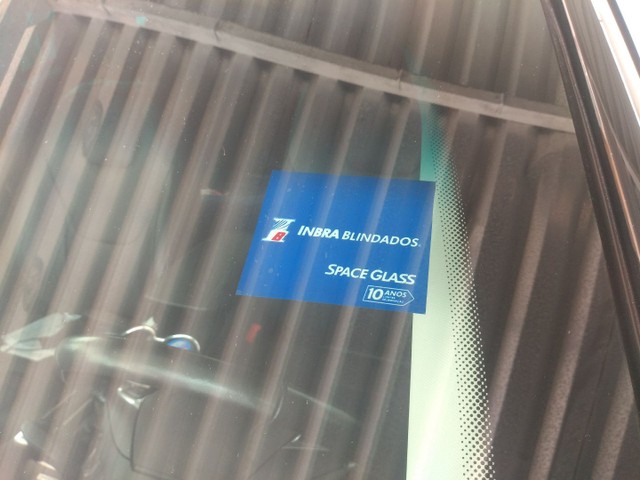 INBRA BLINDADOS
SPACE GLASS
10 ANOS